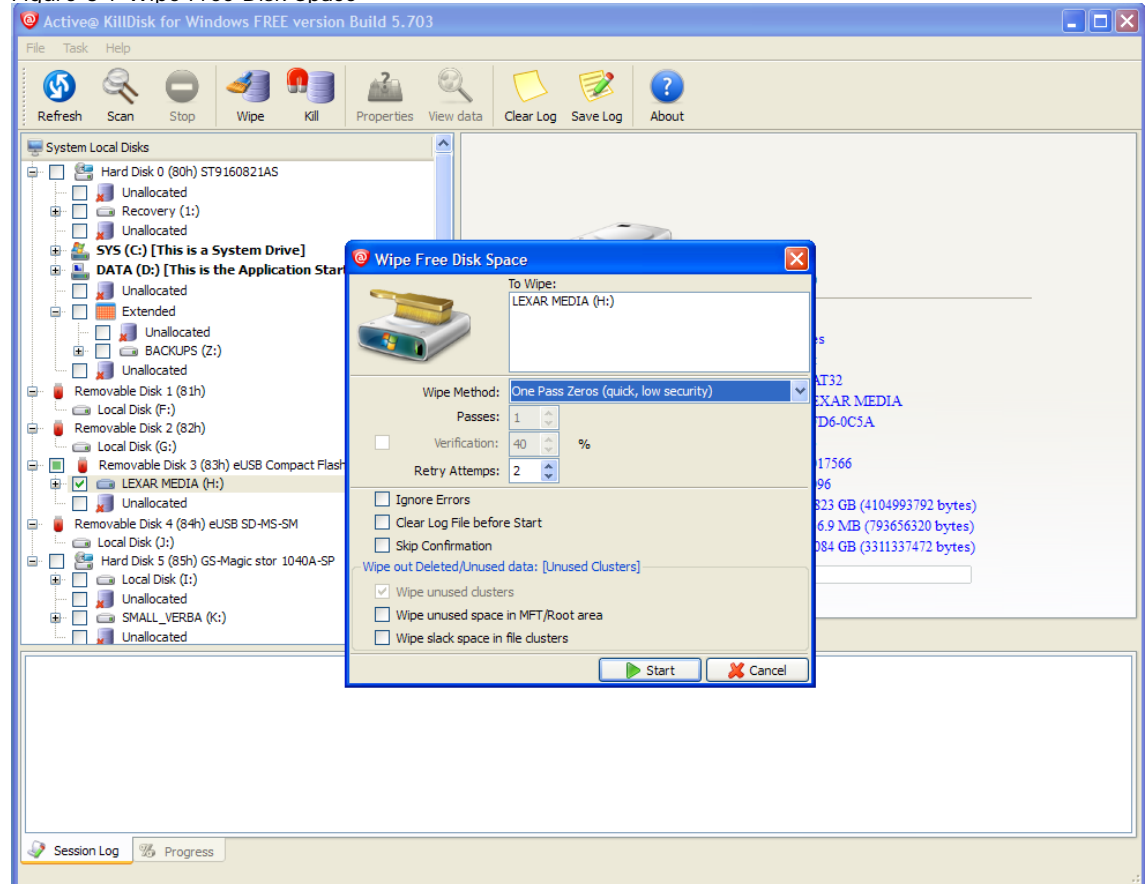 Active@ KillDisk for Windows FREE version Build 5.703
File Task Help
Refresh Scan Stop Wipe Kill Properties View data Clear Log Save Log About
System Local Disks
Hard Disk 0 (80h) ST9160821AS
Unallocated
Recovery (1:)
Unallocated
SYS (C:) [This is a System Drive]
DATA (D:) [This is the Application Start
Unallocated
Extended
Unallocated
BACKUPS (Z:)
Unallocated
Removable Disk 1 (81h)
Local Disk (F:)
Removable Disk 2 (82h)
Local Disk (G:)
Removable Disk 3 (83h) eUSB Compact Flash
LEXAR MEDIA (H:)
Unallocated
Removable Disk 4 (84h) eUSB SD-MS-SM
Local Disk (J:)
Hard Disk 5 (85h) GS-Magic stor 1040A-SP
Local Disk (I:)
Unallocated
SMALL_VERBA (K:)
Unallocated
Wipe Free Disk Space
To Wipe:
LEXAR MEDIA (H:)
Wipe Method: One Pass Zeros (quick, low security)
Passes: 1
Verification: 40 %
Retry Attemps: 2
Ignore Errors
Clear Log File before Start
Skip Confirmation
Wipe out Deleted/Unused data: [Unused Clusters]
Wipe unused clusters
Wipe unused space in MFT/Root area
Wipe slack space in file clusters
Start Cancel
es
AT32
EXAR MEDIA
D6-0C5A
17566
96
823 GB (4104993792 bytes)
6.9 MB (793656320 bytes)
084 GB (3311337472 bytes)
Session Log Progress